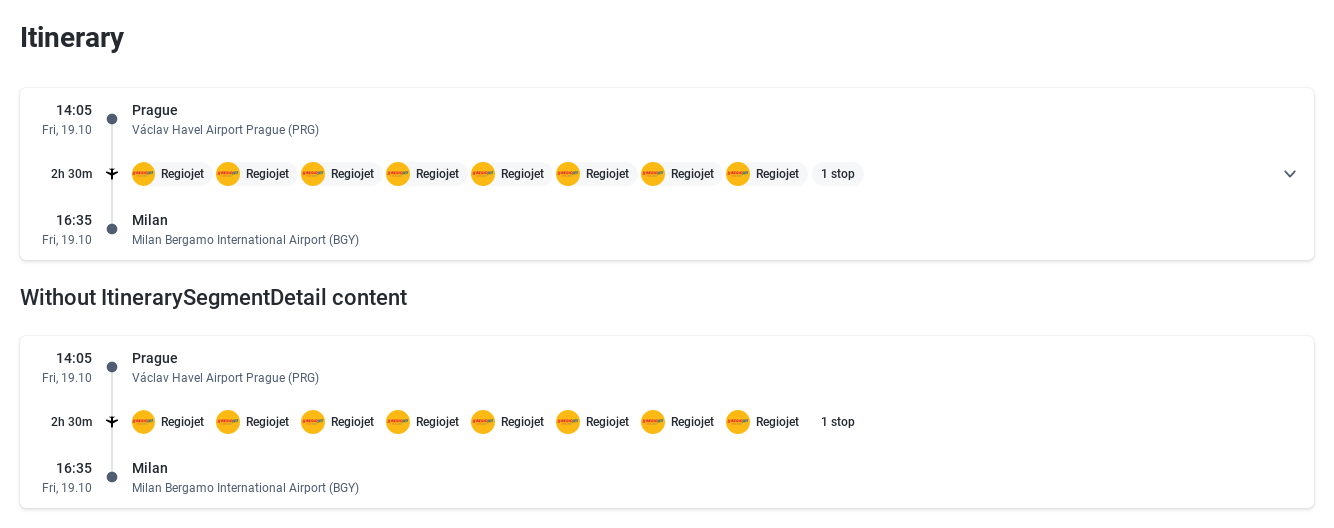 Itinerary
14:05 Prague
Fri, 19.10 Václav Havel Airport Prague (PRG)
2h 30m Regiojet Regiojet Regiojet Regiojet Regiojet Regiojet Regiojet Regiojet 1 stop
16:35 Milan
Fri, 19.10 Milan Bergamo International Airport (BGY)
Without ItinerarySegmentDetail content
14:05 Prague
Fri, 19.10 Václav Havel Airport Prague (PRG)
2h 30m Regiojet Regiojet Regiojet Regiojet Regiojet Regiojet Regiojet Regiojet 1 stop
16:35 Milan
Fri, 19.10 Milan Bergamo International Airport (BGY)